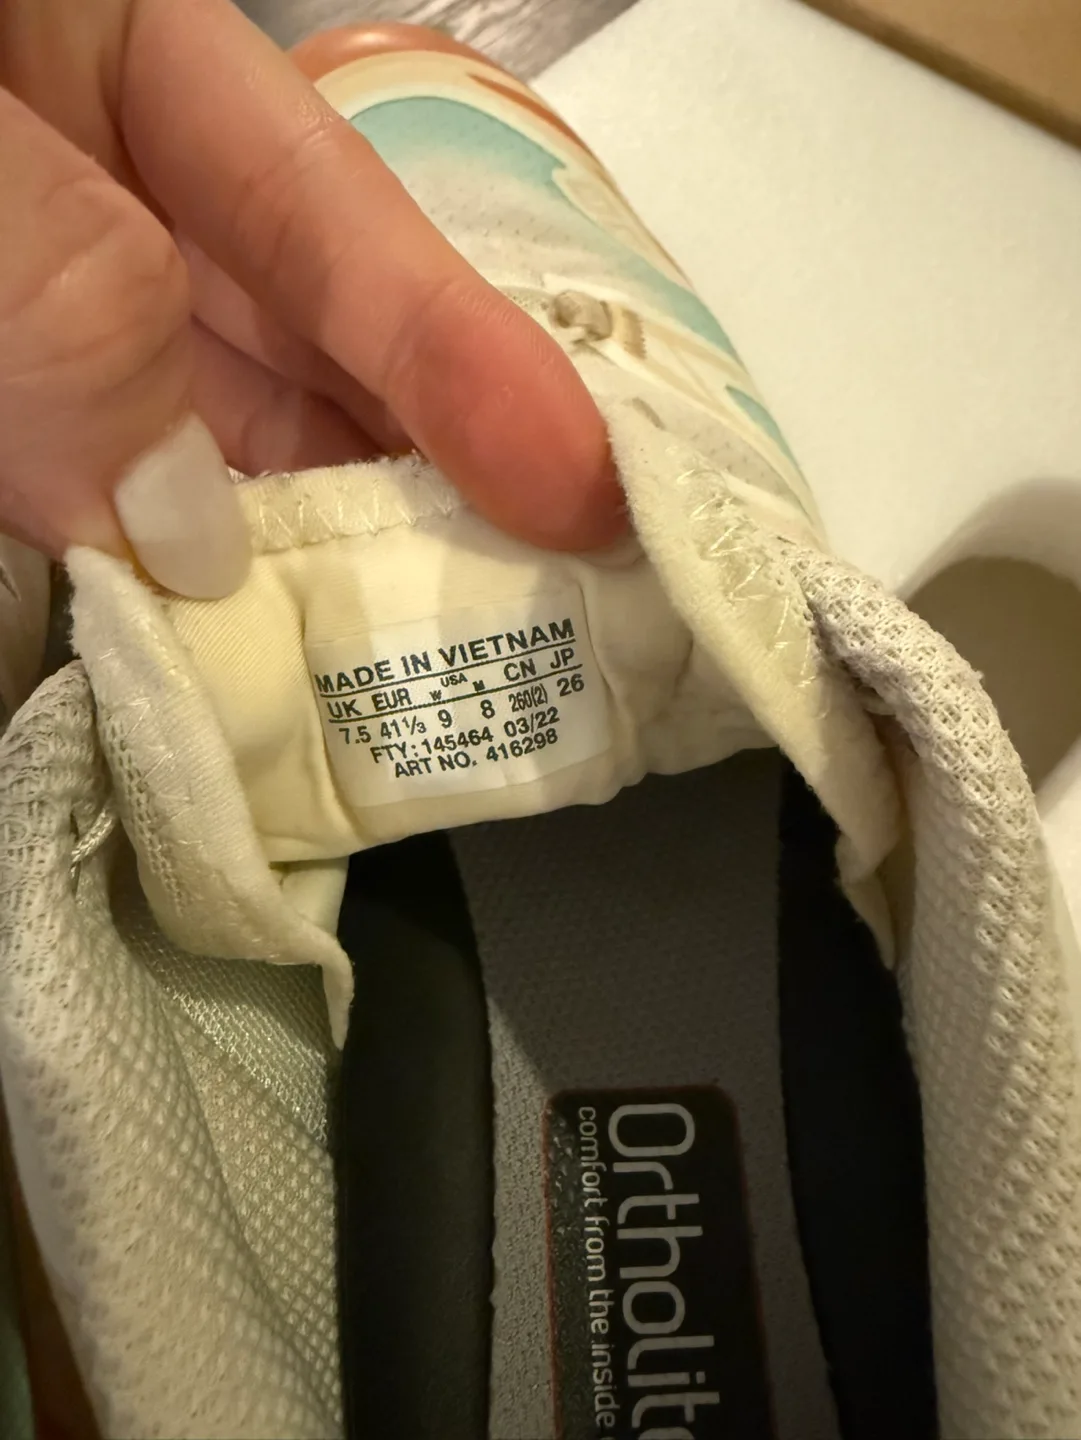 MADE IN VIETNAM
UK EUR USA W M CN JP
7.5 41⅓ 9 8 260(2) 26
FTY: 145464 03/22
ART NO. 416298
Ortholite
comfort from the inside